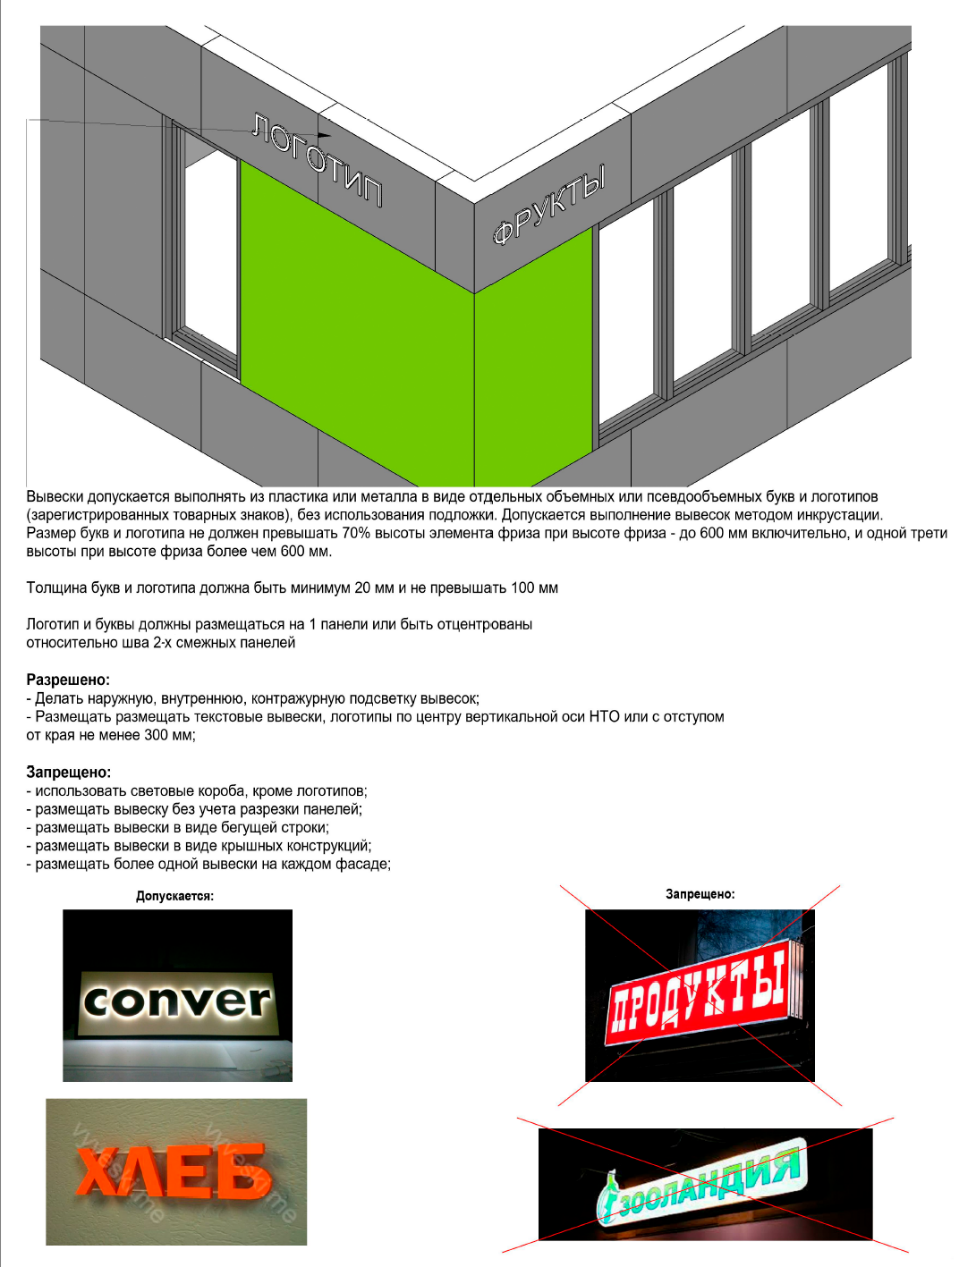 ЛОГОТИП
ФРУКТЫ
Вывески допускается выполнять из пластика или металла в виде отдельных объемных или псевдообъемных букв и логотипов
(зарегистрированных товарных знаков), без использования подложки. Допускается выполнение вывесок методом инкрустации.
Размер букв и логотипа не должен превышать 70% высоты элемента фриза при высоте фриза - до 600 мм включительно, и одной трети
высоты при высоте фриза более чем 600 мм.
Толщина букв и логотипа должна быть минимум 20 мм и не превышать 100 мм
Логотип и буквы должны размещаться на 1 панели или быть отцентрованы
относительно шва 2-х смежных панелей
Разрешено:
- Делать наружную, внутреннюю, контражурную подсветку вывесок;
- Размещать размещать текстовые вывески, логотипы по центру вертикальной оси НТО или с отступом
от края не менее 300 мм;
Запрещено:
- использовать световые короба, кроме логотипов;
- размещать вывеску без учета разрезки панелей;
- размещать вывески в виде бегущей строки;
- размещать вывески в виде крышных конструкций;
- размещать более одной вывески на каждом фасаде;
Допускается:
Запрещено:
conver
ПРОДУКТЫ
ХЛЕБ
vyveski.me
vyveski.me
ЗООЛАНДИЯ